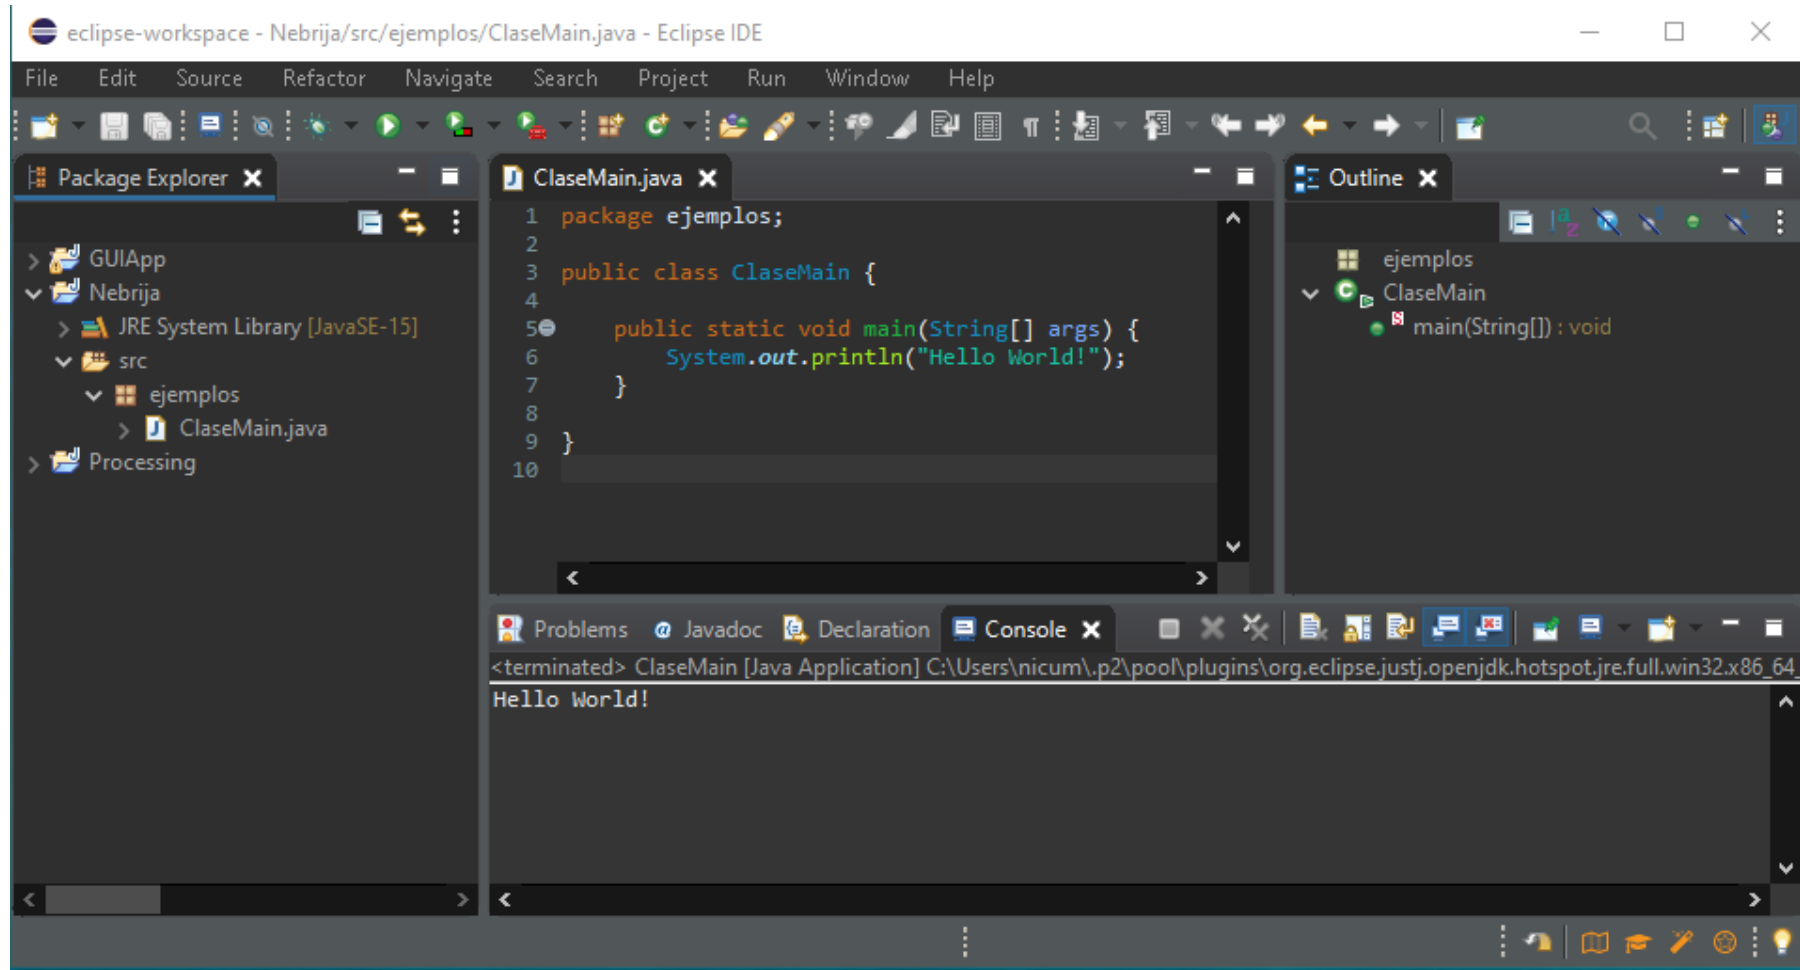 eclipse-workspace - Nebrija/src/ejemplos/ClaseMain.java - Eclipse IDE
File Edit Source Refactor Navigate Search Project Run Window Help
Package Explorer
GUIApp
Nebrija
JRE System Library [JavaSE-15]
src
ejemplos
ClaseMain.java
Processing
ClaseMain.java
1 package ejemplos;
2
3 public class ClaseMain {
4
5 public static void main(String[] args) {
6 System.out.println("Hello World!");
7 }
8
9 }
10
Outline
ejemplos
ClaseMain
main(String[]) : void
Problems @ Javadoc Declaration Console
<terminated> ClaseMain [Java Application] C:\Users\nicum\.p2\pool\plugins\org.eclipse.justj.openjdk.hotspot.jre.full.win32.x86_64_
Hello World!